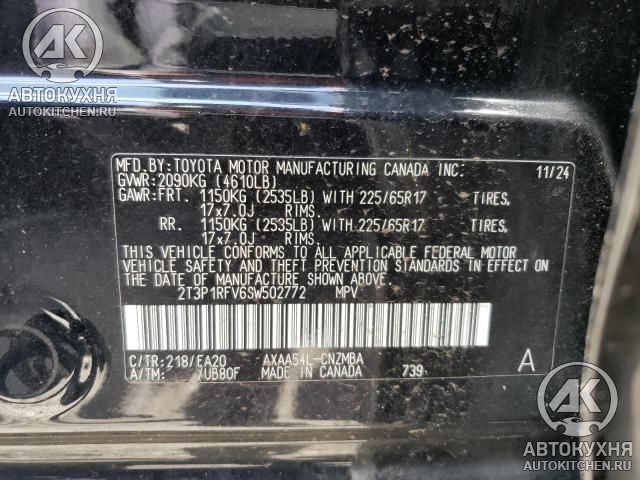 AK
АВТОКУХНЯ
AUTOKITCHEN.RU
MFD.BY:TOYOTA MOTOR MANUFACTURING CANADA INC. 11/24
GVWR:2090KG (4610LB)
GAWR:FRT. 1150KG (2535LB) WITH 225/65R17 TIRES,
17x7.0J RIMS.
RR. 1150KG (2535LB) WITH 225/65R17 TIRES,
17x7.0J RIMS.
THIS VEHICLE CONFORMS TO ALL APPLICABLE FEDERAL MOTOR
VEHICLE SAFETY AND THEFT PREVENTION STANDARDS IN EFFECT ON
THE DATE OF MANUFACTURE SHOWN ABOVE.
2T3P1RFV6SW502772 MPV
C/TR:218/EA20 AXAA54L-CNZMBA A
A/TM: /UB80F MADE IN CANADA 739
AK
АВТОКУХНЯ
AUTOKITCHEN.RU